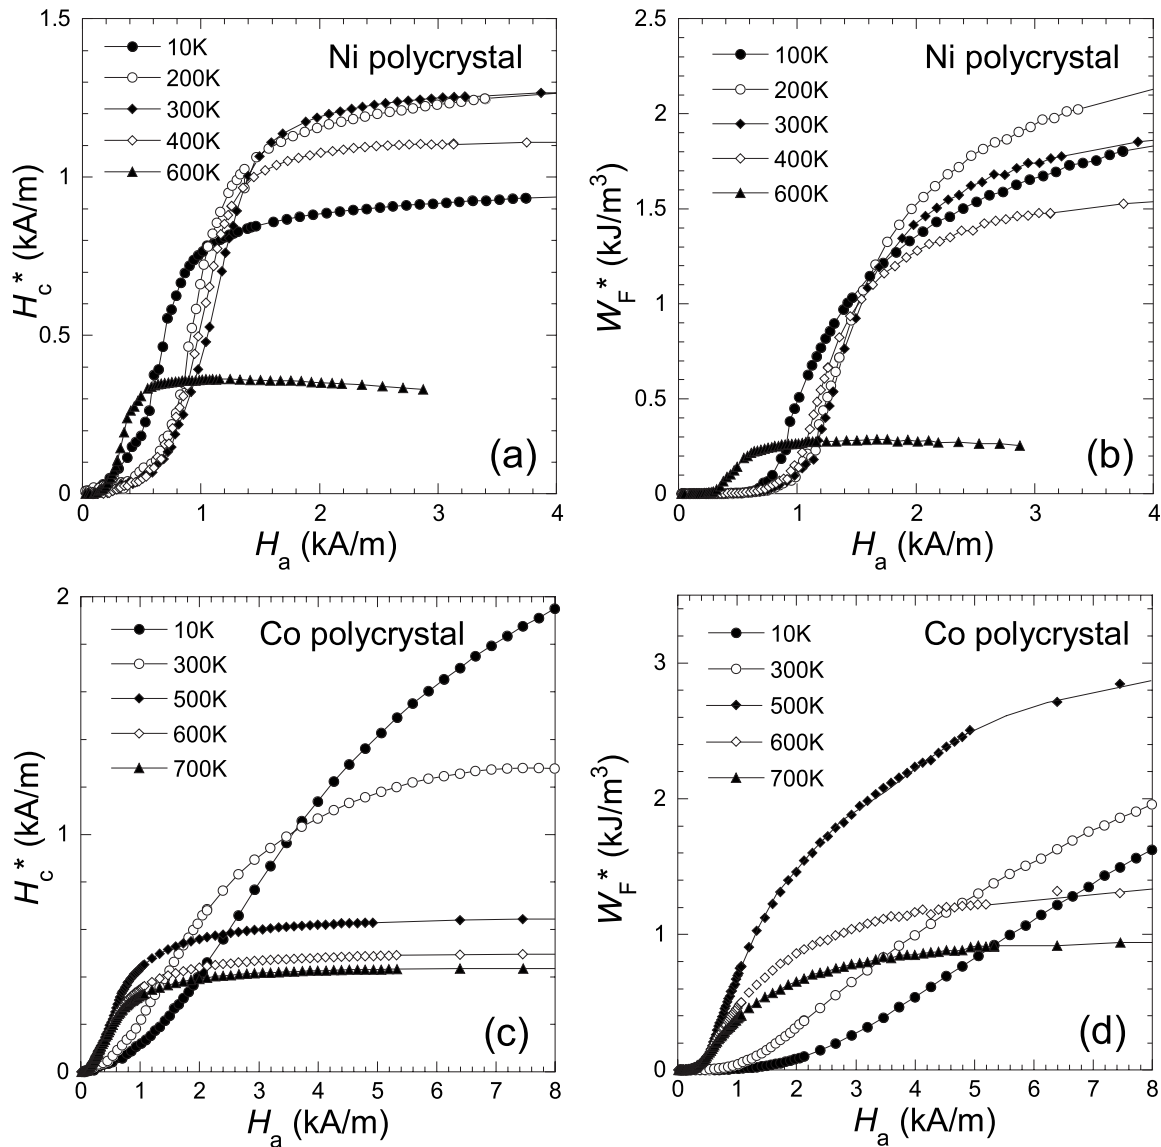 1.5
1
0.5
0
0
1
2
3
4
10K
200K
300K
400K
600K
Ni polycrystal
(a)
Hc* (kA/m)
Ha (kA/m)
2.5
2
1.5
1
0.5
0
0
1
2
3
4
100K
200K
300K
400K
600K
Ni polycrystal
(b)
WF* (kJ/m³)
Ha (kA/m)
2
1
0
0
1
2
3
4
5
6
7
8
10K
300K
500K
600K
700K
Co polycrystal
(c)
Hc* (kA/m)
Ha (kA/m)
3
2
1
0
0
1
2
3
4
5
6
7
8
10K
300K
500K
600K
700K
Co polycrystal
(d)
WF* (kJ/m³)
Ha (kA/m)